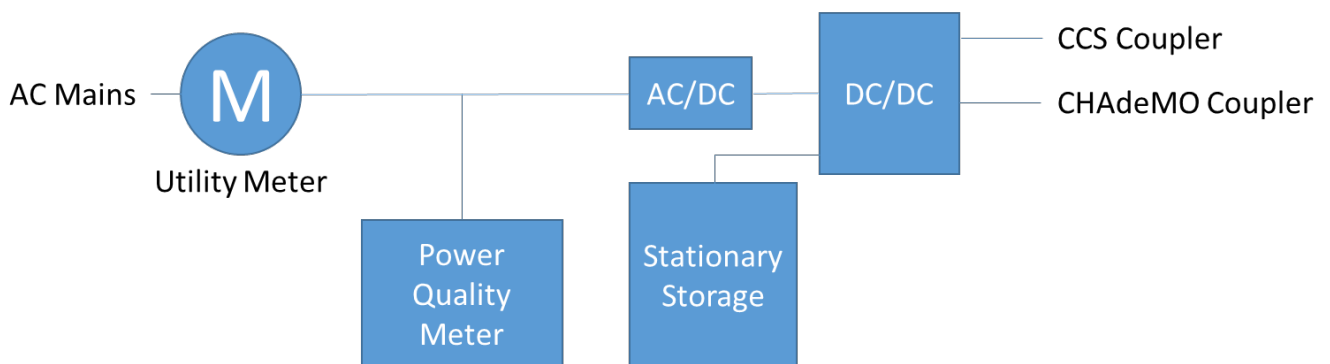 AC Mains
M
Utility Meter
Power
Quality
Meter
AC/DC
Stationary
Storage
DC/DC
CCS Coupler
CHAdeMO Coupler